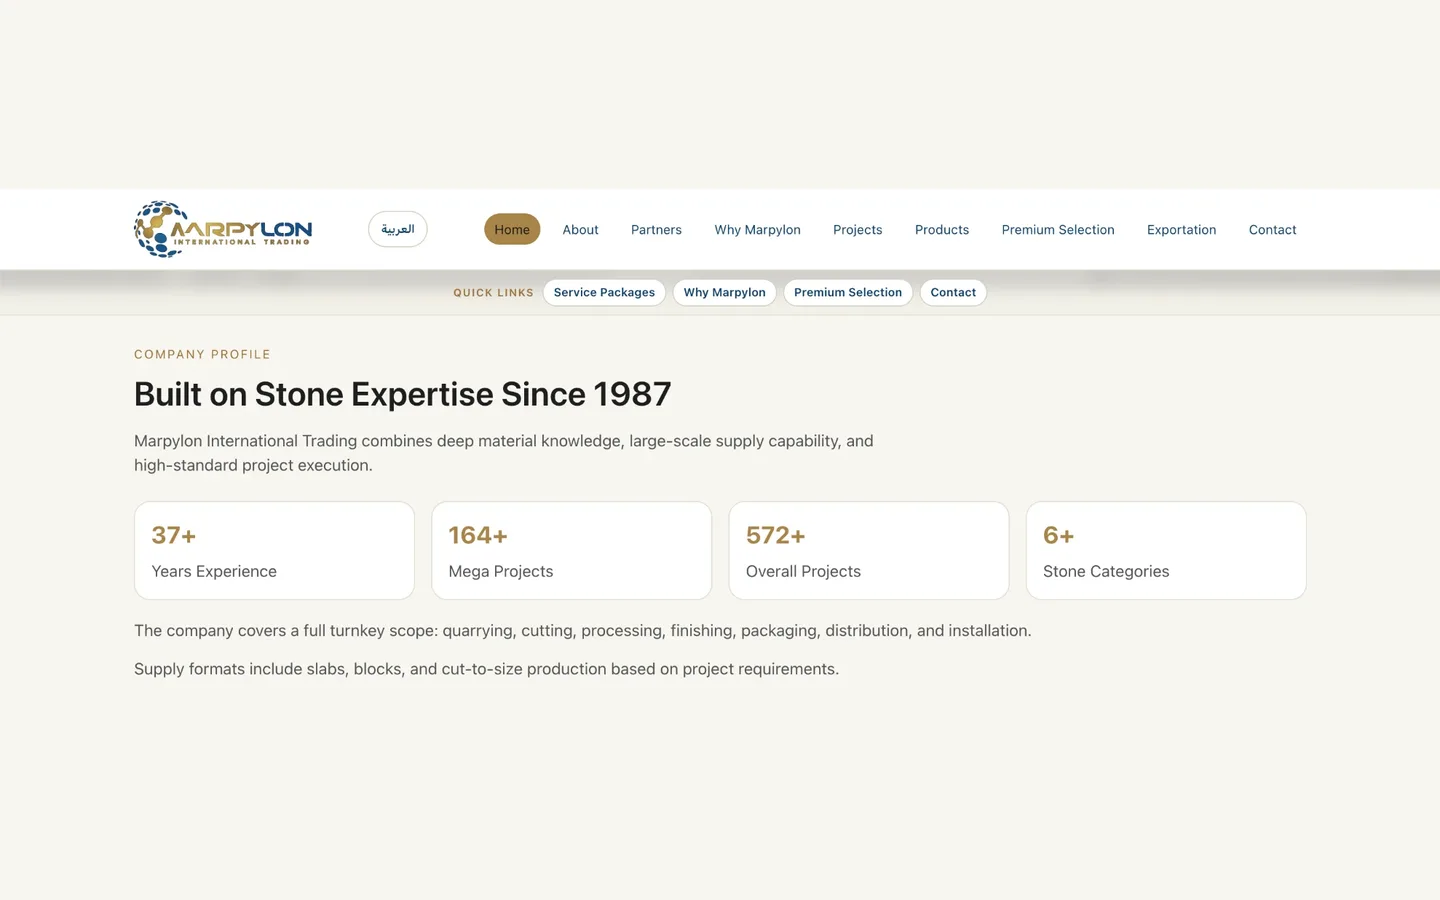 MARPYLON
INTERNATIONAL TRADING
العربية
Home
About
Partners
Why Marpylon
Projects
Products
Premium Selection
Exportation
Contact
QUICK LINKS
Service Packages
Why Marpylon
Premium Selection
Contact
COMPANY PROFILE
Built on Stone Expertise Since 1987
Marpylon International Trading combines deep material knowledge, large-scale supply capability, and
high-standard project execution.
37+
Years Experience
164+
Mega Projects
572+
Overall Projects
6+
Stone Categories
The company covers a full turnkey scope: quarrying, cutting, processing, finishing, packaging, distribution, and installation.
Supply formats include slabs, blocks, and cut-to-size production based on project requirements.